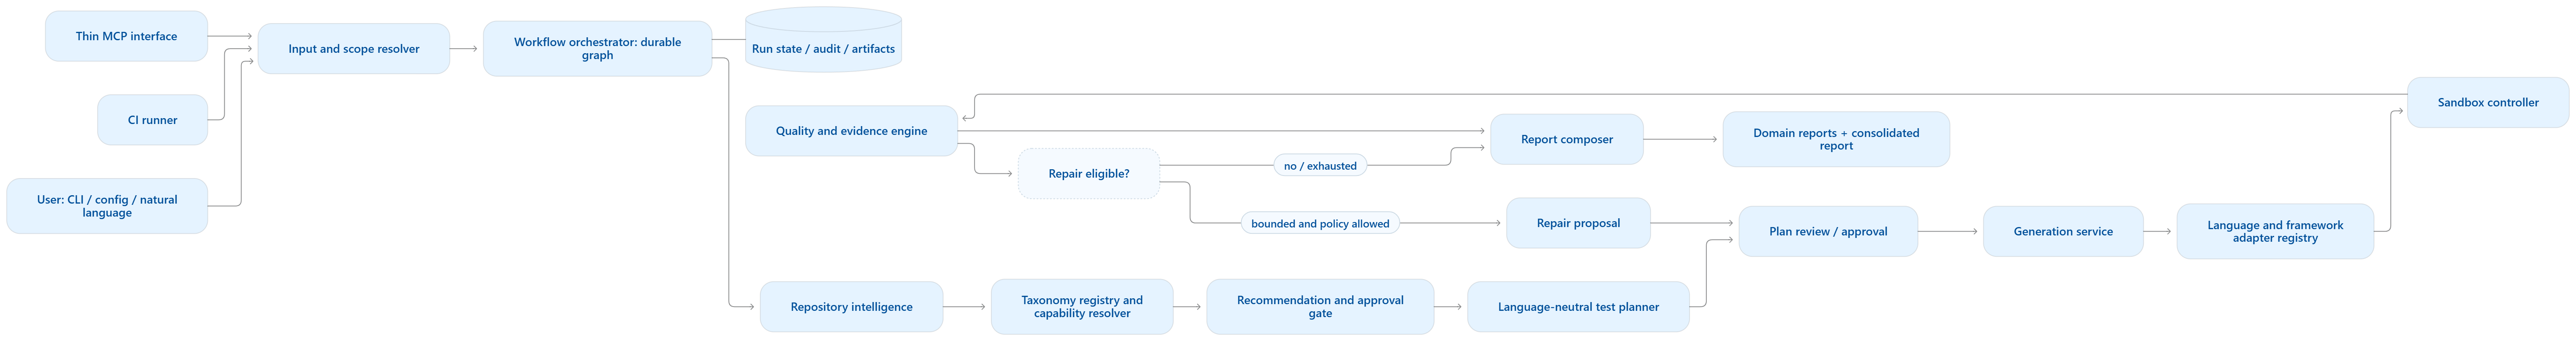 Thin MCP interface
Input and scope resolver
Workflow orchestrator: durable
graph
Run state / audit / artifacts
CI runner
User: CLI / config / natural
language
Quality and evidence engine
Repair eligible?
no / exhausted
bounded and policy allowed
Report composer
Domain reports + consolidated
report
Sandbox controller
Repair proposal
Plan review / approval
Generation service
Language and framework
adapter registry
Repository intelligence
Taxonomy registry and
capability resolver
Recommendation and approval
gate
Language-neutral test planner